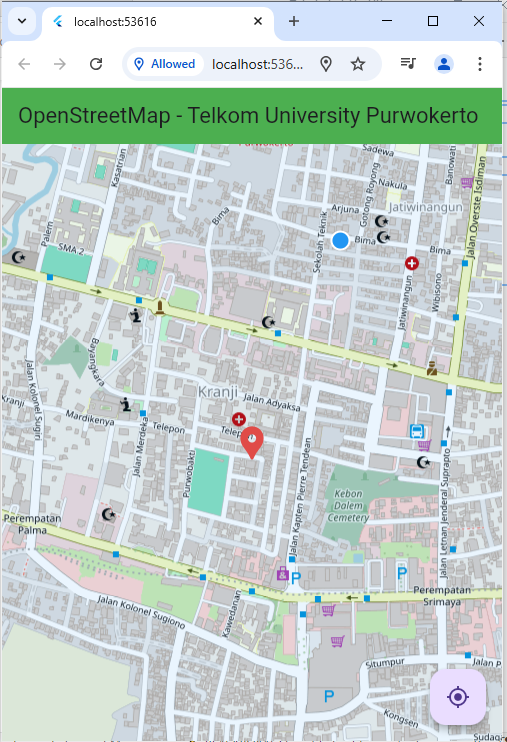 localhost:53616
Allowed
localhost:536...
OpenStreetMap - Telkom University Purwokerto
Purwokerto
Sadewa
Kasatrian
Nakula
Gotong Royong
Banowati
Arjuna
Jatiwinangun
Bima
Sekolah Teknik
Bima
Bima
Palem
SMA 2
Jalan Overste Isdiman
Wibisono
Jatiwinangun
Bayangkara
Jalan Kolonel Sugiri
Kranji
Kranji
Jalan Adyaksa
Mardikenya
Telepon
Jalan Merdeka
Purwobakti
Jalan Kapten Pierre Tendean
Jalan Letnan Jenderal Suprapto
Kebon
Dalem
Cemetery
Perempatan
Palma
P
P
Perempatan
Srimaya
Jalan Kolonel Sugiono
Kawedanan
Situmpur
P
Kongsen